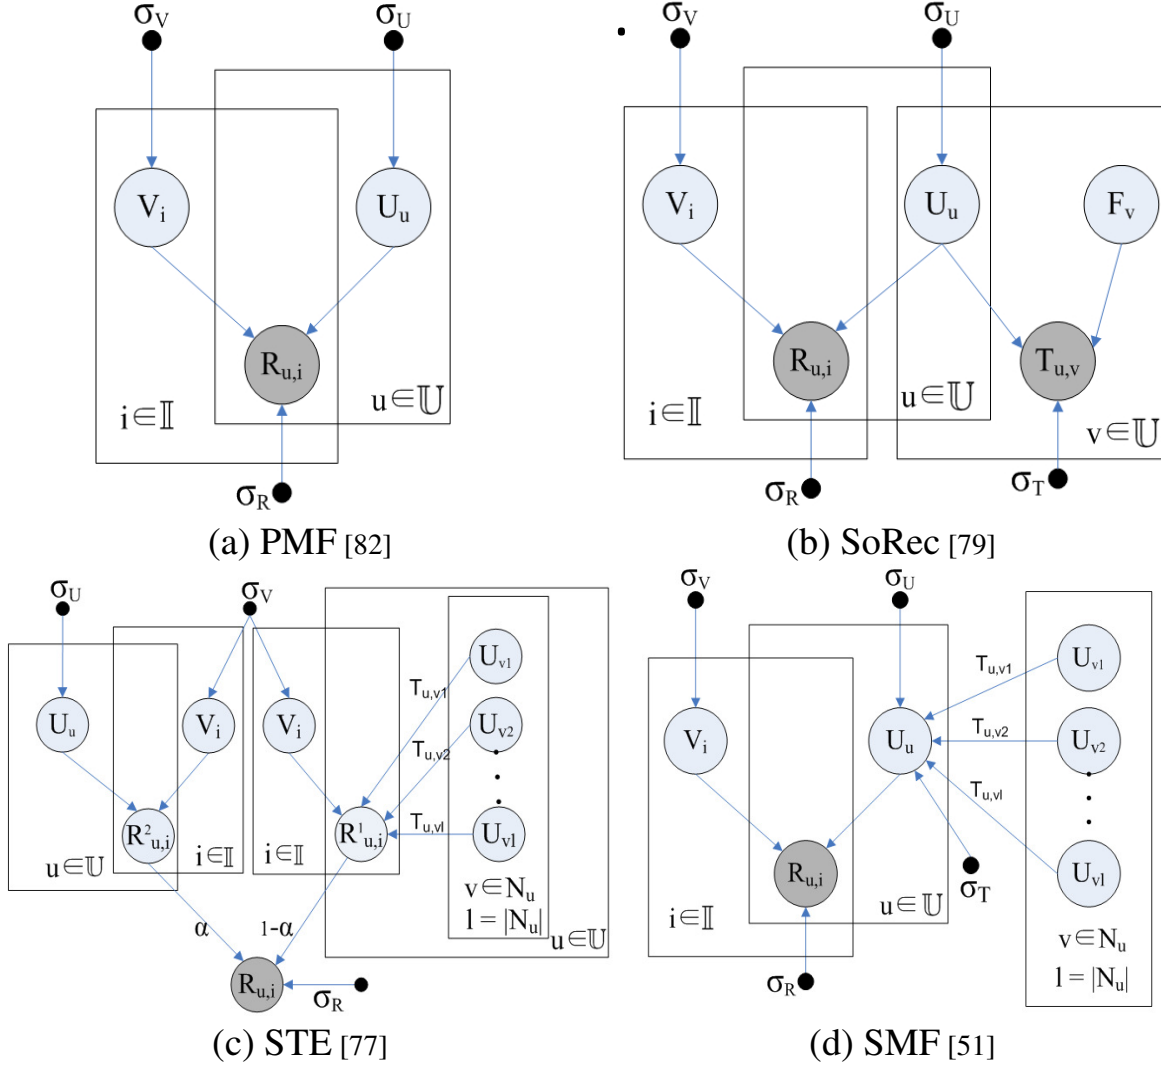 σV σU
Vi Uu
Ru,i
i∈𝕀 u∈𝕌
σR
(a) PMF [82]
σV σU
Vi Uu Fv
Ru,i Tu,v
i∈𝕀 u∈𝕌 v∈𝕌
σR σT
(b) SoRec [79]
σU σV
Uu Vi Vi
Uv1
Uv2
Uvl
Tu,v1
Tu,v2
Tu,vl
R²u,i R¹u,i
u∈𝕌 i∈𝕀 i∈𝕀
v∈Nu
l = |Nu|
u∈𝕌
α 1-α
Ru,i σR
(c) STE [77]
σV σU
Vi Uu
Uv1
Uv2
Uvl
Tu,v1
Tu,v2
Tu,vl
Ru,i σT
i∈𝕀 u∈𝕌
v∈Nu
l = |Nu|
σR
(d) SMF [51]